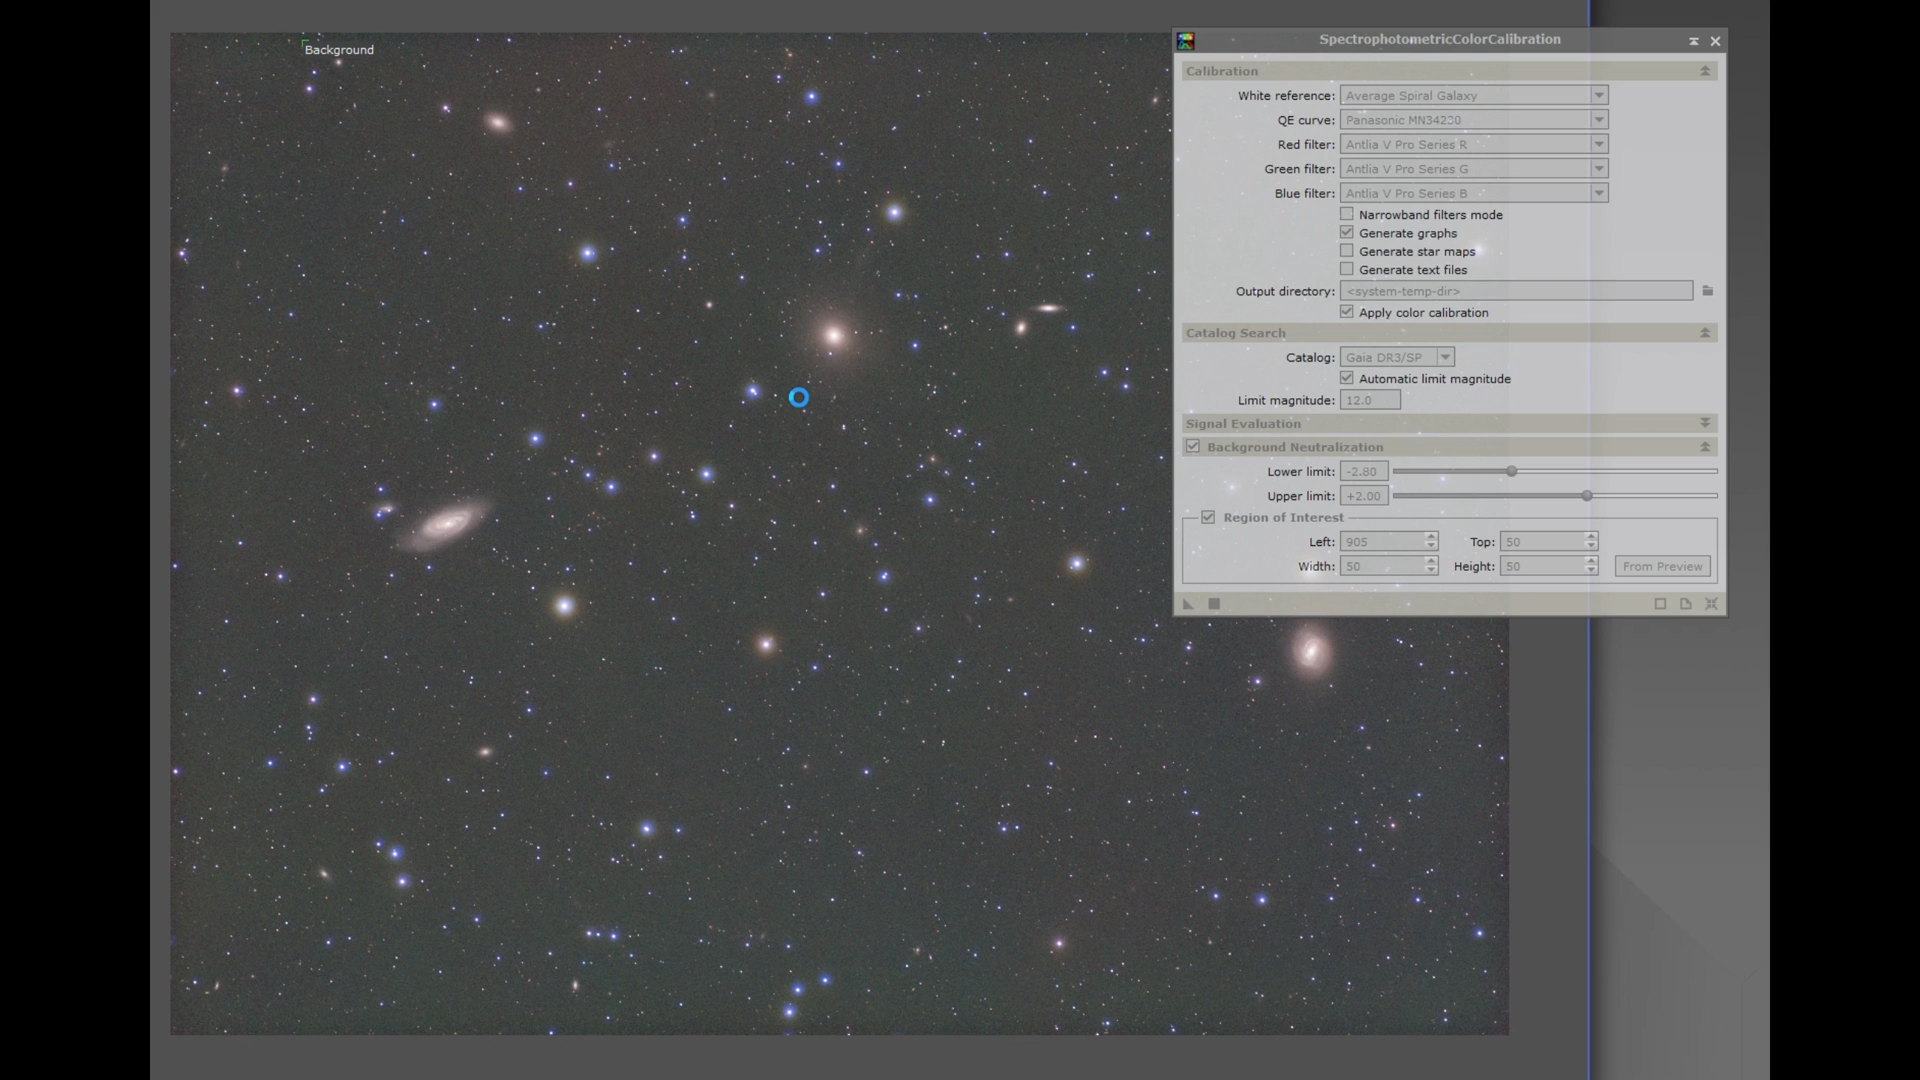 Background
SpectrophotometricColorCalibration
Calibration
White reference: Average Spiral Galaxy
QE curve: Panasonic MN34230
Red filter: Antlia V Pro Series R
Green filter: Antlia V Pro Series G
Blue filter: Antlia V Pro Series B
Narrowband filters mode
Generate graphs
Generate star maps
Generate text files
Output directory: <system-temp-dir>
Apply color calibration
Catalog Search
Catalog: Gaia DR3/SP
Automatic limit magnitude
Limit magnitude: 12.0
Signal Evaluation
Background Neutralization
Lower limit: -2.80
Upper limit: +2.00
Region of Interest
Left: 905 Top: 50
Width: 50 Height: 50 From Preview